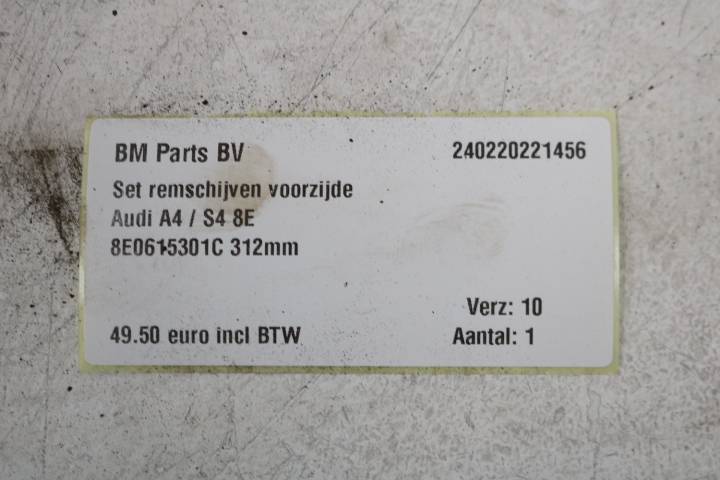 BM Parts BV 240220221456
Set remschijven voorzijde
Audi A4 / S4 8E
8E0615301C 312mm
Verz: 10
49.50 euro incl BTW Aantal: 1